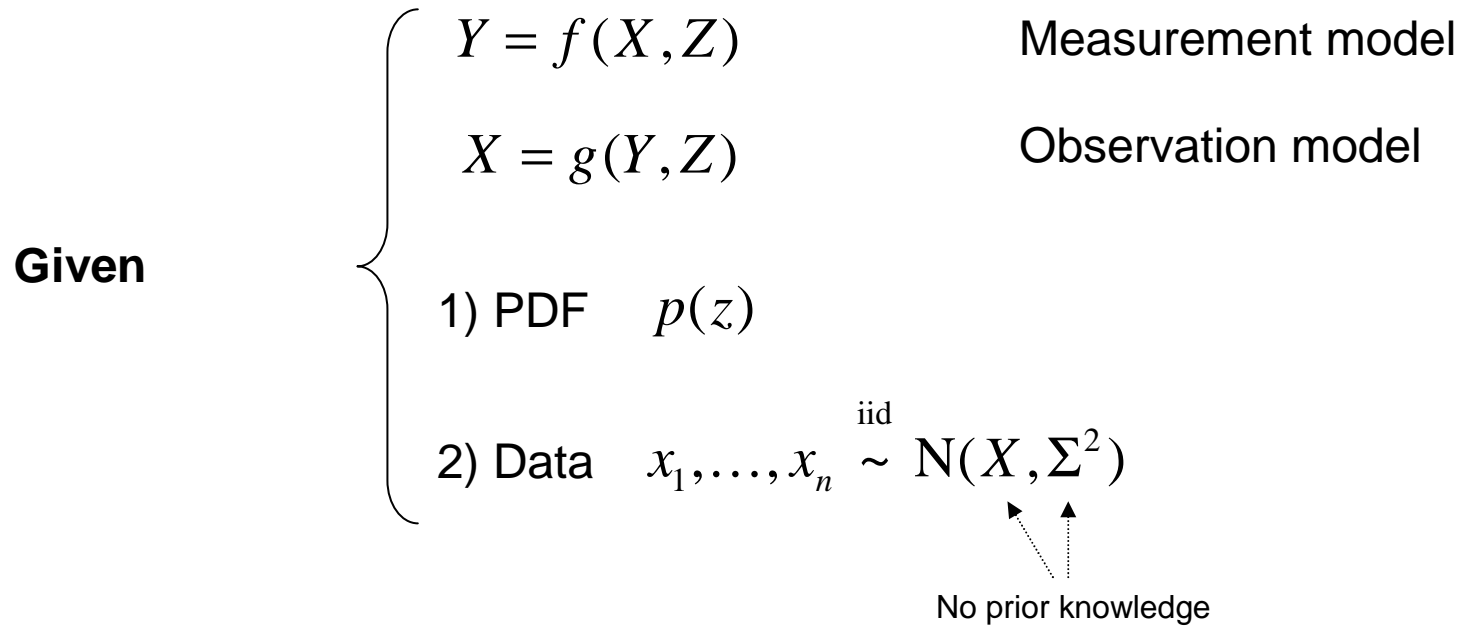 Y = f(X, Z) Measurement model
X = g(Y, Z) Observation model
Given
1) PDF p(z)
2) Data x₁,…,xₙ iid ~ N(X, Σ²)
No prior knowledge